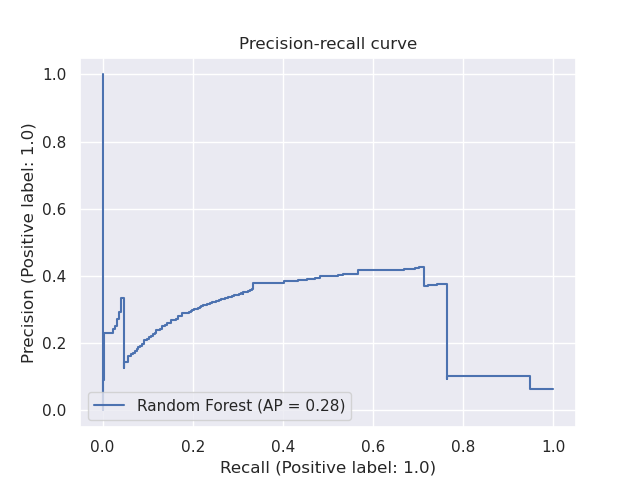 Precision-recall curve
1.0
0.8
0.6
0.4
0.2
0.0
Precision (Positive label: 1.0)
Random Forest (AP = 0.28)
0.0 0.2 0.4 0.6 0.8 1.0
Recall (Positive label: 1.0)